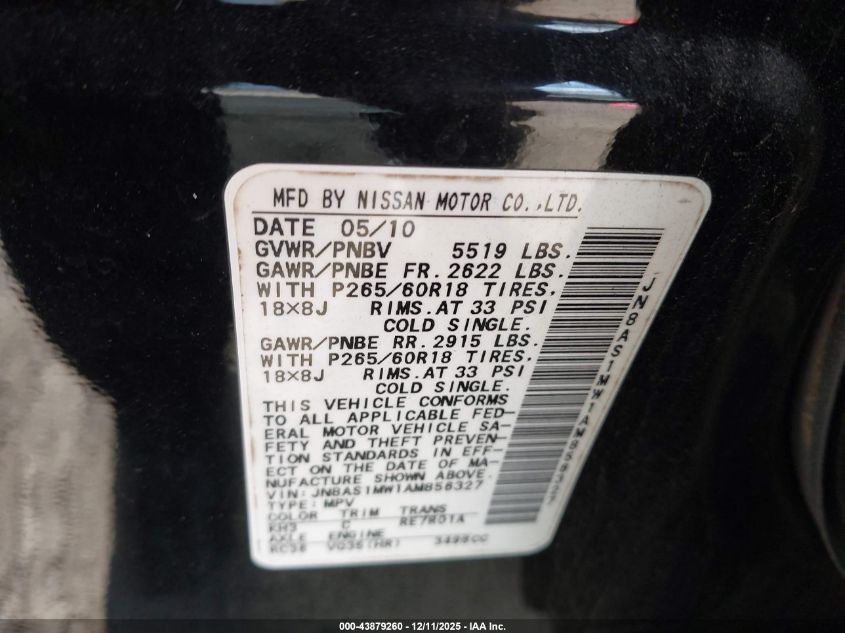 MFD BY NISSAN MOTOR CO.,LTD.
DATE 05/10
GVWR/PNBV 5519 LBS.
GAWR/PNBE FR. 2622 LBS.
WITH P265/60R18 TIRES.
18×8J RIMS.AT 33 PSI
COLD SINGLE.
GAWR/PNBE RR. 2915 LBS.
WITH P265/60R18 TIRES.
18×8J RIMS.AT 33 PSI
COLD SINGLE.
THIS VEHICLE CONFORMS
TO ALL APPLICABLE FED-
ERAL MOTOR VEHICLE SA-
FETY AND THEFT PREVEN-
TION STANDARDS IN EFF-
ECT ON THE DATE OF MA-
NUFACTURE SHOWN ABOVE.
VIN: JN8AS1MW1AM856327
TYPE: MPV
COLOR TRIM TRANS
KH3 C RE7R01A
AXLE ENGINE
RC38 VQ35(HR) 3498CC
JN8AS1MW1AM856327
000-43879260 - 12/11/2025 - IAA Inc.